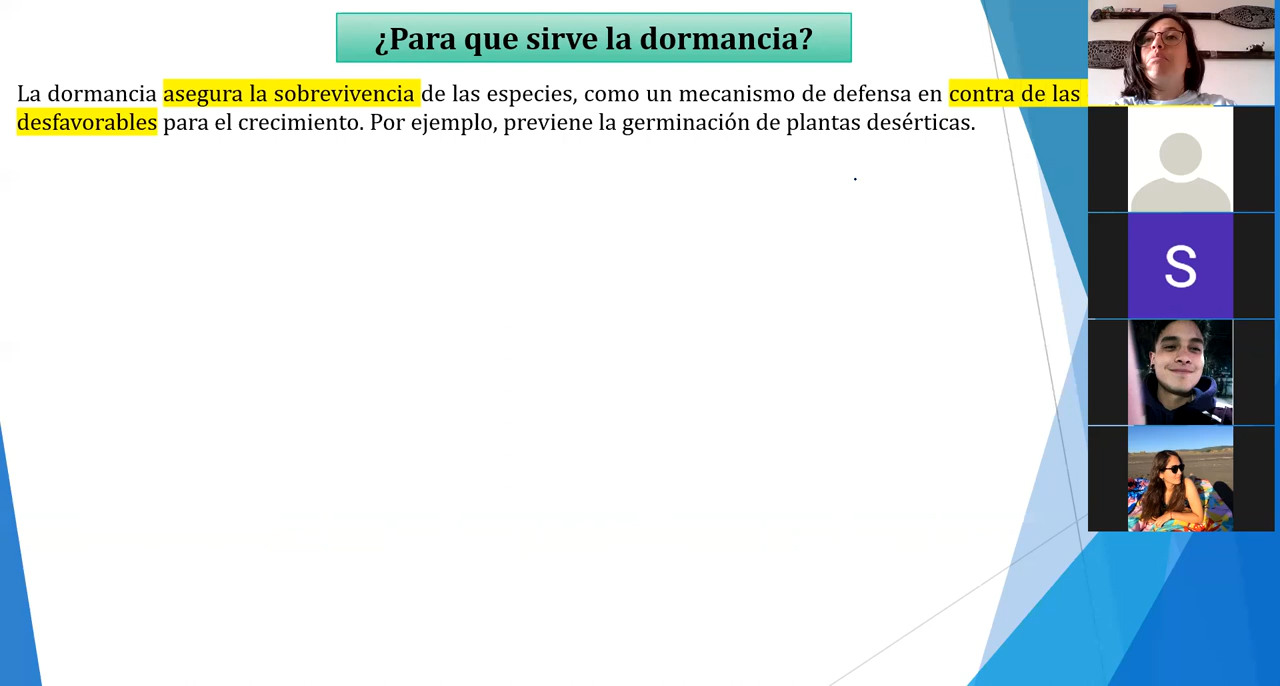 ¿Para que sirve la dormancia?
La dormancia asegura la sobrevivencia de las especies, como un mecanismo de defensa en contra de las
desfavorables para el crecimiento. Por ejemplo, previene la germinación de plantas desérticas.
S